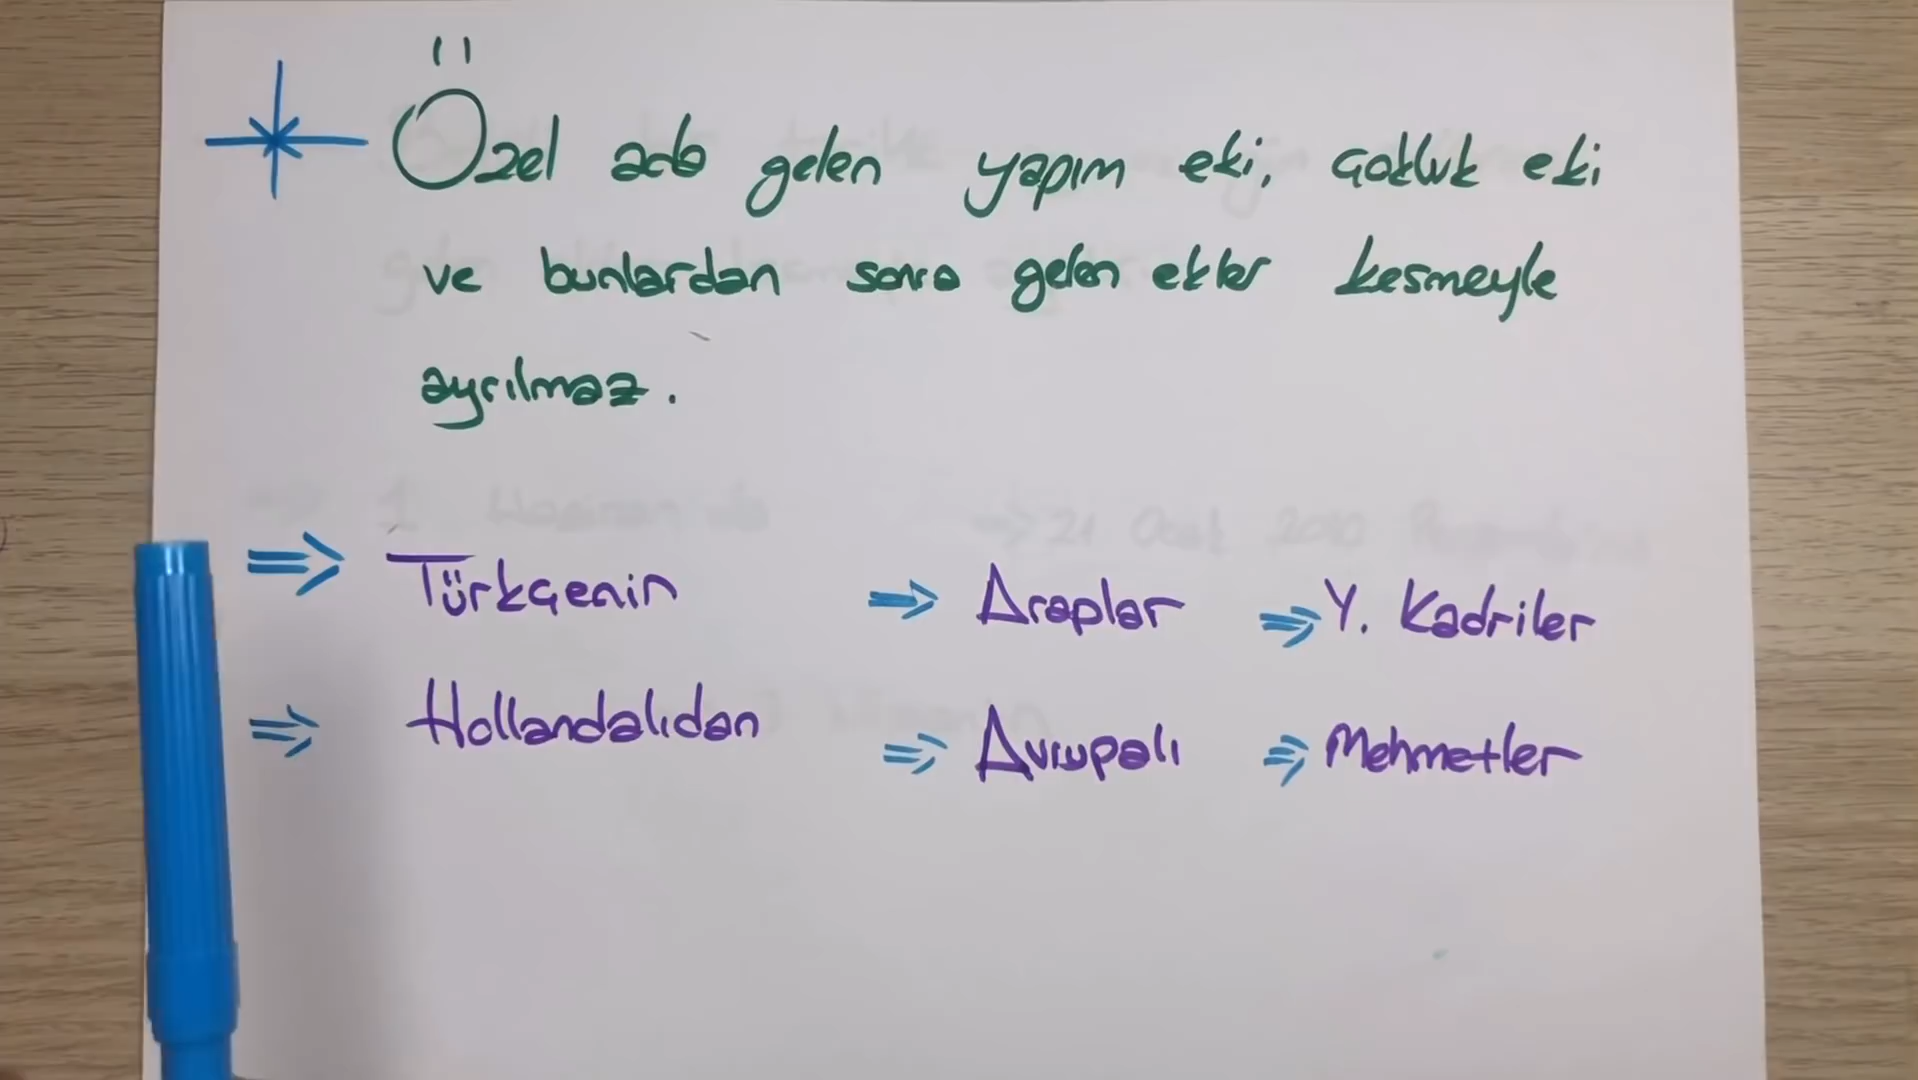 Özel ada gelen yapım eki, çokluk eki
ve bunlardan sonra gelen ekler kesmeyle
ayrılmaz.
⇒ Türkçenin ⇒ Araplar ⇒ Y. Kadriler
⇒ Hollandalıdan ⇒ Avrupalı ⇒ Mehmetler